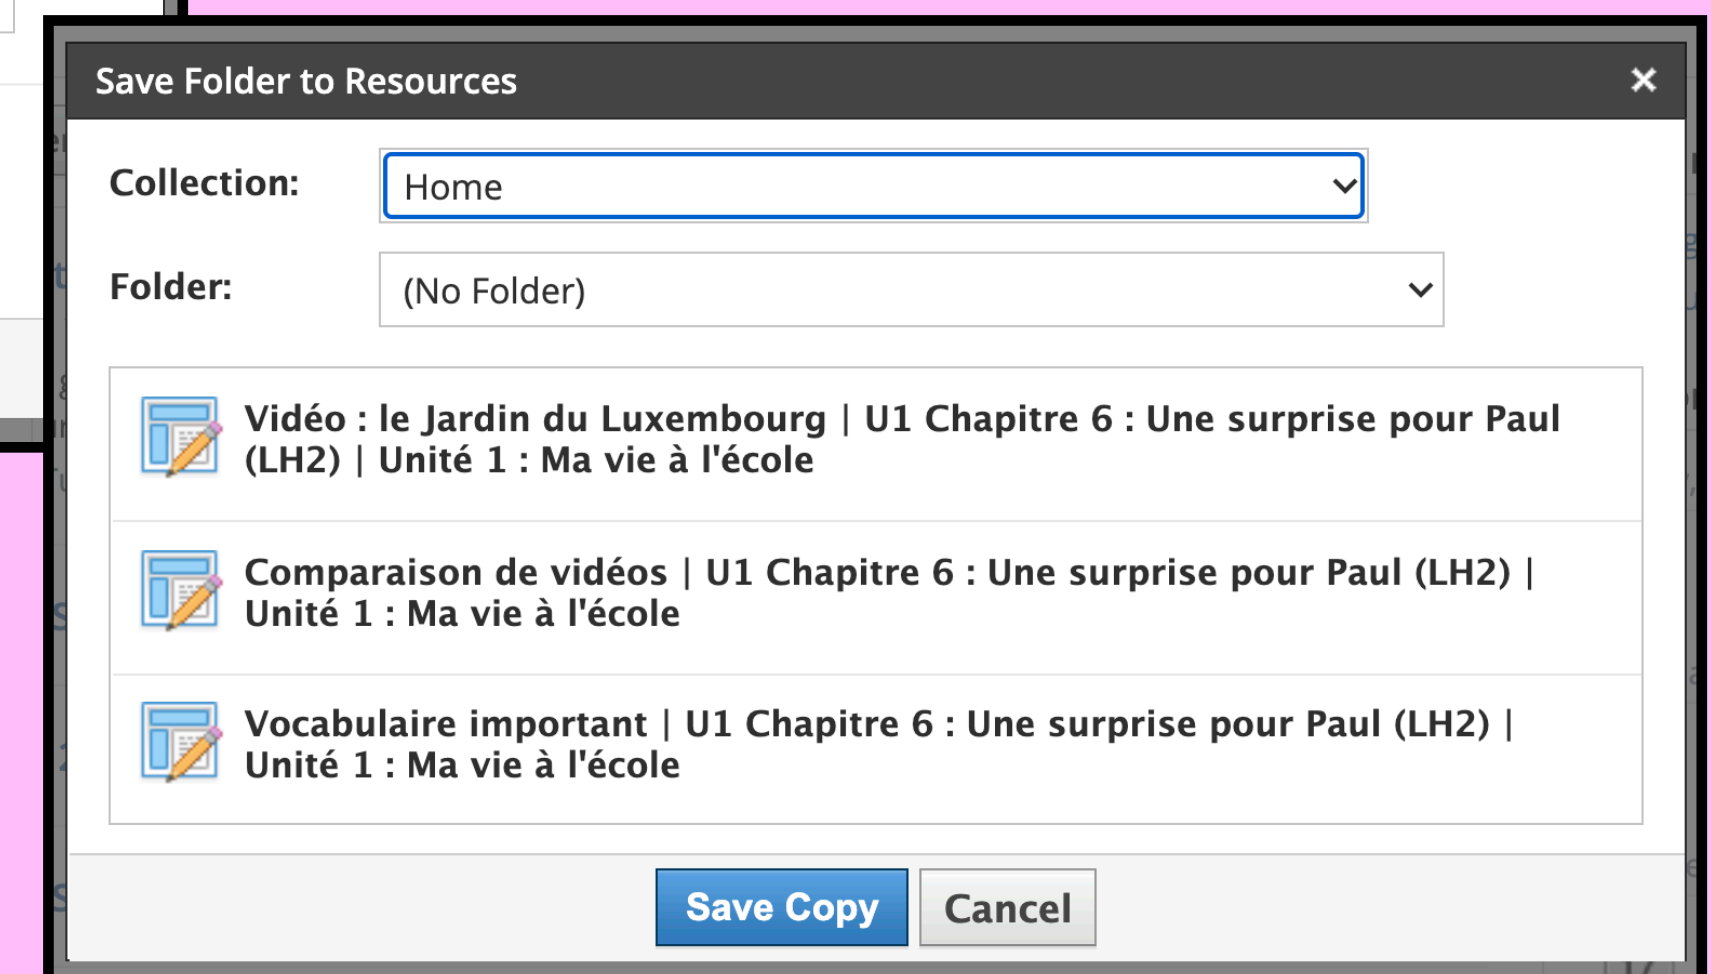 Save Folder to Resources
Collection:
Home
Folder:
(No Folder)
Vidéo : le Jardin du Luxembourg | U1 Chapitre 6 : Une surprise pour Paul
(LH2) | Unité 1 : Ma vie à l'école
Comparaison de vidéos | U1 Chapitre 6 : Une surprise pour Paul (LH2) |
Unité 1 : Ma vie à l'école
Vocabulaire important | U1 Chapitre 6 : Une surprise pour Paul (LH2) |
Unité 1 : Ma vie à l'école
Save Copy
Cancel